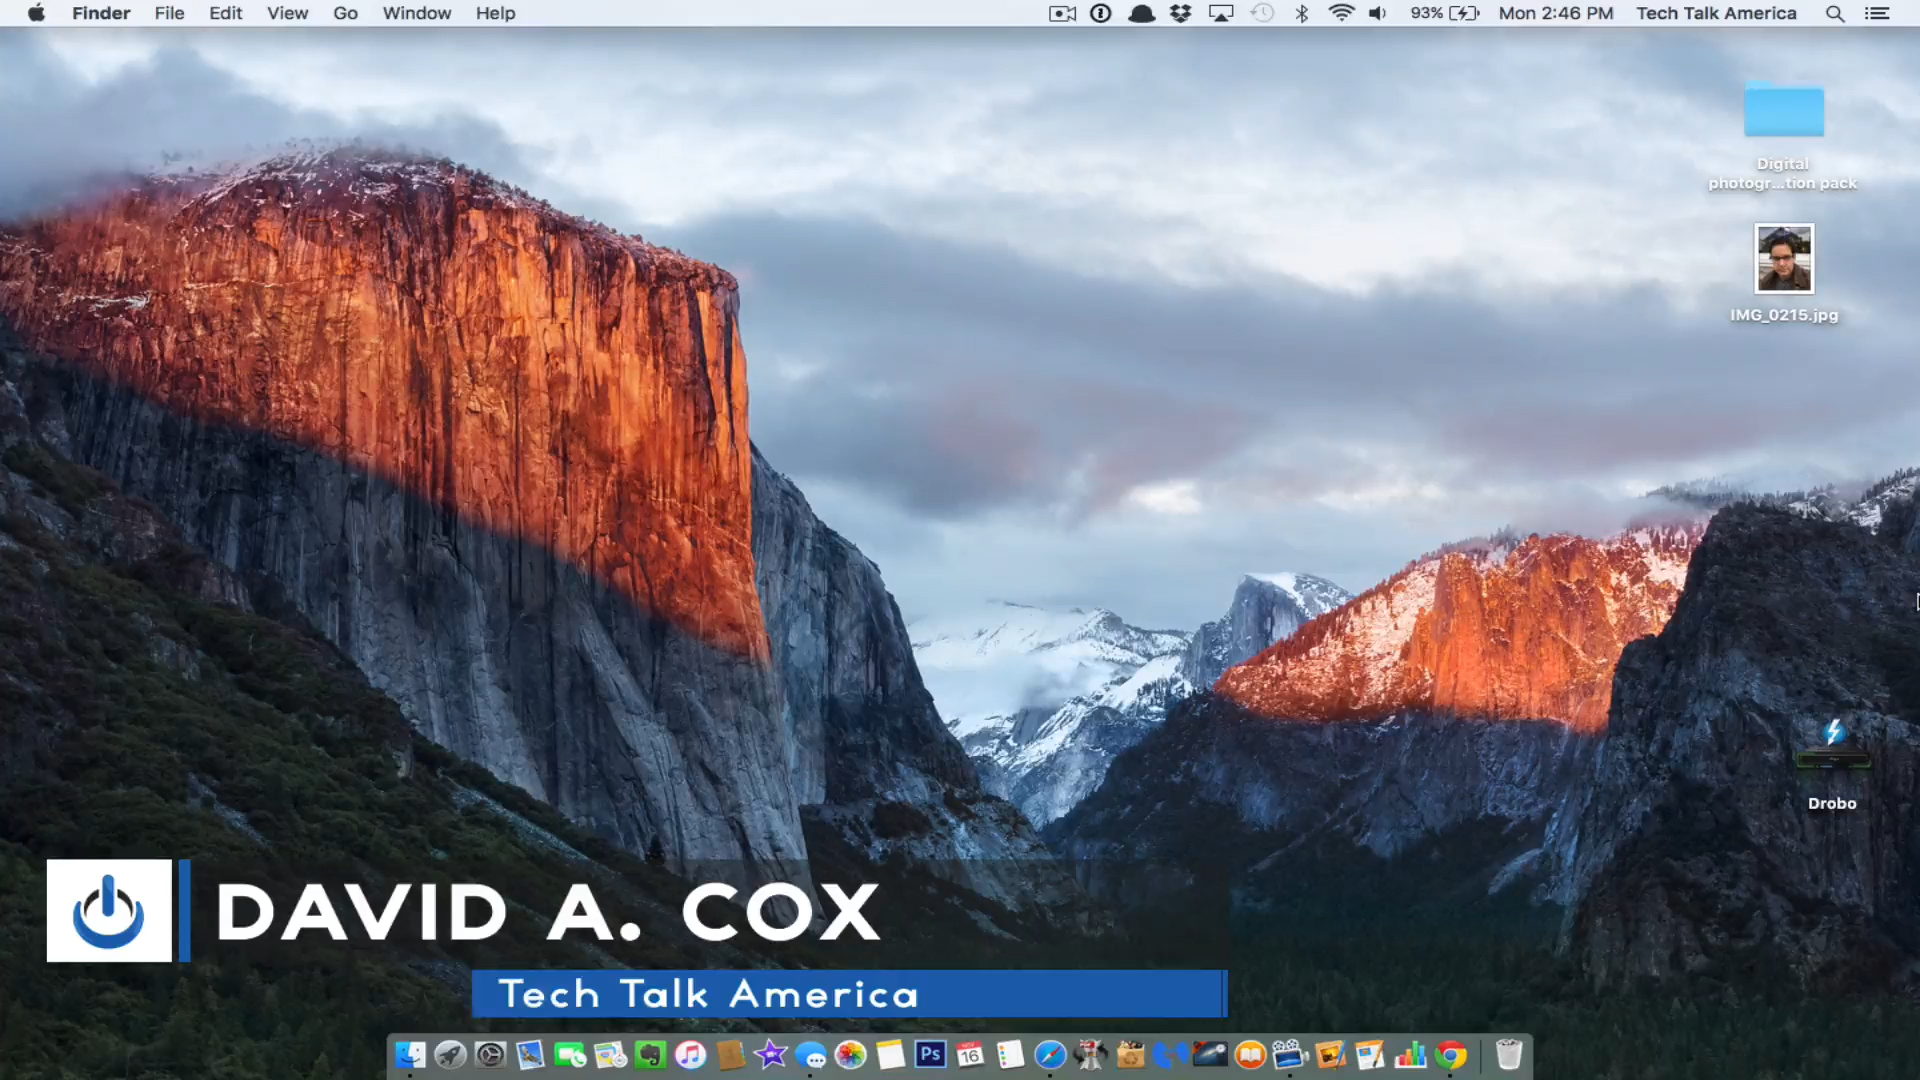 Finder File Edit View Go Window Help 93% Mon 2:46 PM Tech Talk America
Digital
photogr...tion pack
IMG_0215.jpg
Drobo
DAVID A. COX
Tech Talk America
Ps
NOV
16